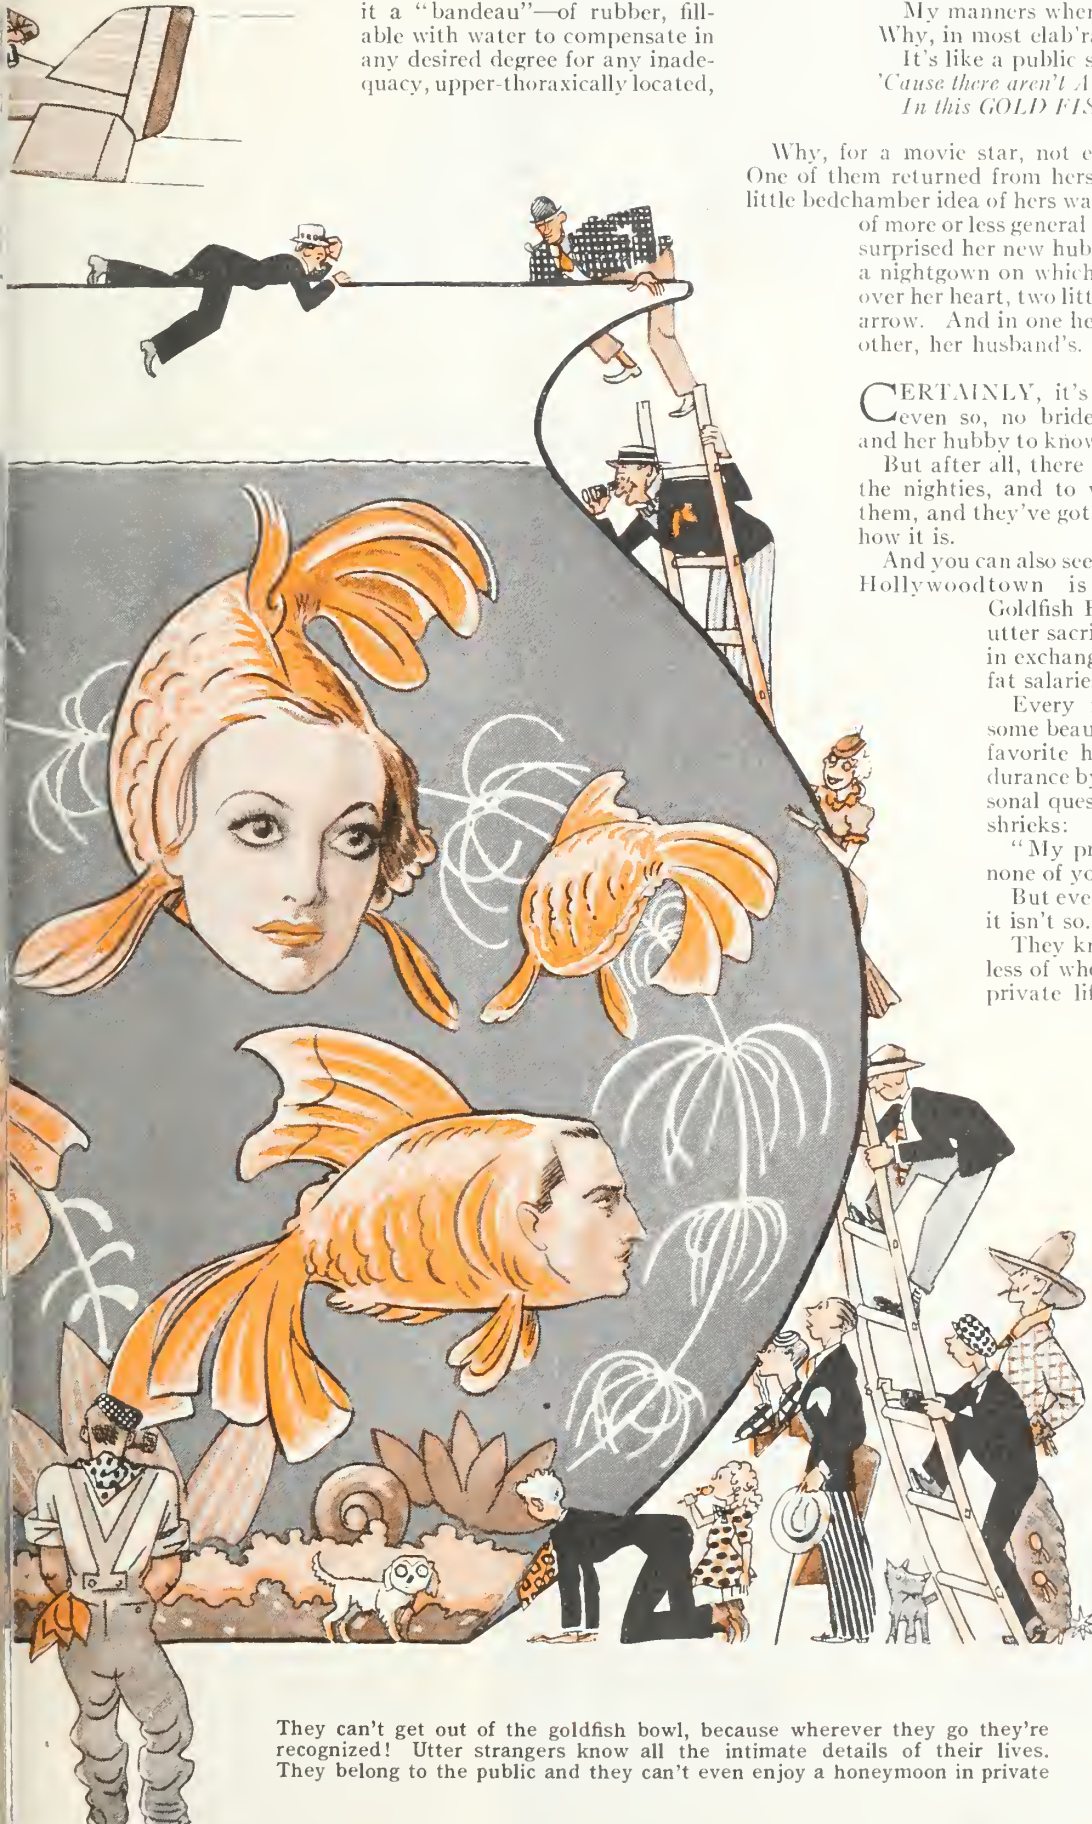 it a "bandeau"—of rubber, fill-
able with water to compensate in
any desired degree for any inade-
quacy, upper-thoraxically located,
My manners when
Why, in most elab'r
It's like a public s
'Cause there aren't A
In this GOLD FIS
Why, for a movie star, not e
One of them returned from hers
little bedchamber idea of hers wa
of more or less general
surprised her new hub
a nightgown on which
over her heart, two litt
arrow. And in one he
other, her husband's.
CERTAINLY, it's
even so, no bride
and her hubby to know
But after all, there
the nighties, and to
them, and they've got
how it is.
And you can also see
Hollywoodtown is
Goldfish B
utter sacri
in exchang
fat salarie
Every
some beau
favorite h
durance by
sonal ques
shrieks:
"My pr
none of yo
But eve
it isn't so.
They kn
less of whe
private lif
They can't get out of the goldfish bowl, because wherever they go they're
recognized! Utter strangers know all the intimate details of their lives.
They belong to the public and they can't even enjoy a honeymoon in private